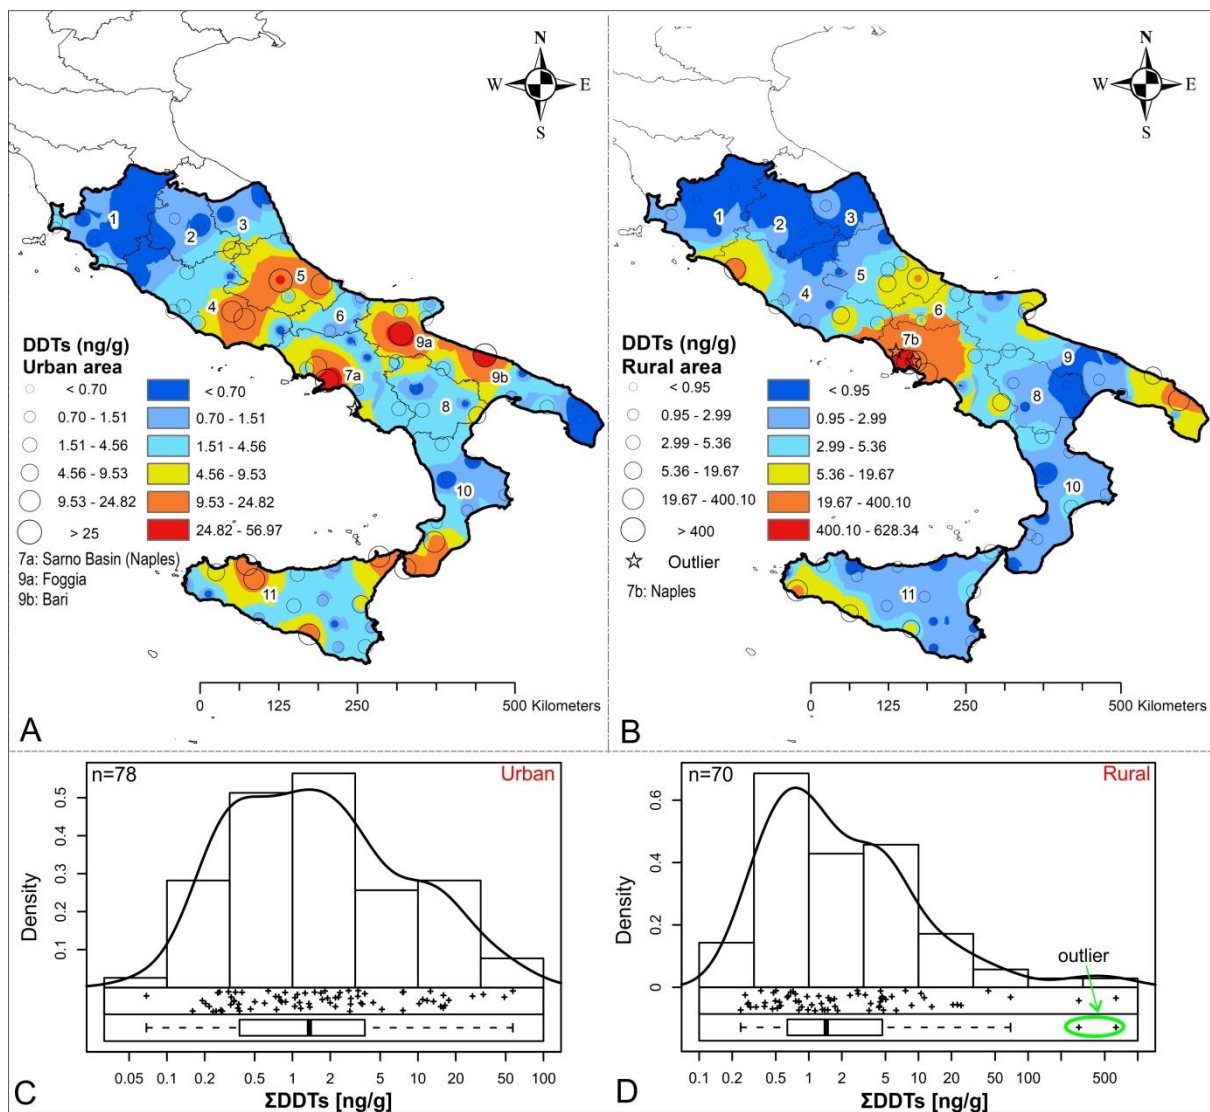 N
W E
S
1
2
3
4
5
6
7a
8
9a
9b
10
11
DDTs (ng/g)
Urban area
< 0.70 < 0.70
0.70 - 1.51 0.70 - 1.51
1.51 - 4.56 1.51 - 4.56
4.56 - 9.53 4.56 - 9.53
9.53 - 24.82 9.53 - 24.82
> 25 24.82 - 56.97
7a: Sarno Basin (Naples)
9a: Foggia
9b: Bari
0 125 250 500 Kilometers
A
N
W E
S
1
2
3
4
5
6
7b
8
9
10
11
DDTs (ng/g)
Rural area
< 0.95 < 0.95
0.95 - 2.99 0.95 - 2.99
2.99 - 5.36 2.99 - 5.36
5.36 - 19.67 5.36 - 19.67
19.67 - 400.10 19.67 - 400.10
> 400 400.10 - 628.34
Outlier
7b: Naples
0 125 250 500 Kilometers
B
n=78 Urban
Density
0.5
0.3
0.2
0.1
0.05 0.1 0.2 0.5 1 2 5 10 20 50 100
ΣDDTs [ng/g]
C
n=70 Rural
Density
0.6
0.4
0.2
0
outlier
0.1 0.2 0.5 1 2 5 10 20 50 100 500
ΣDDTs [ng/g]
D